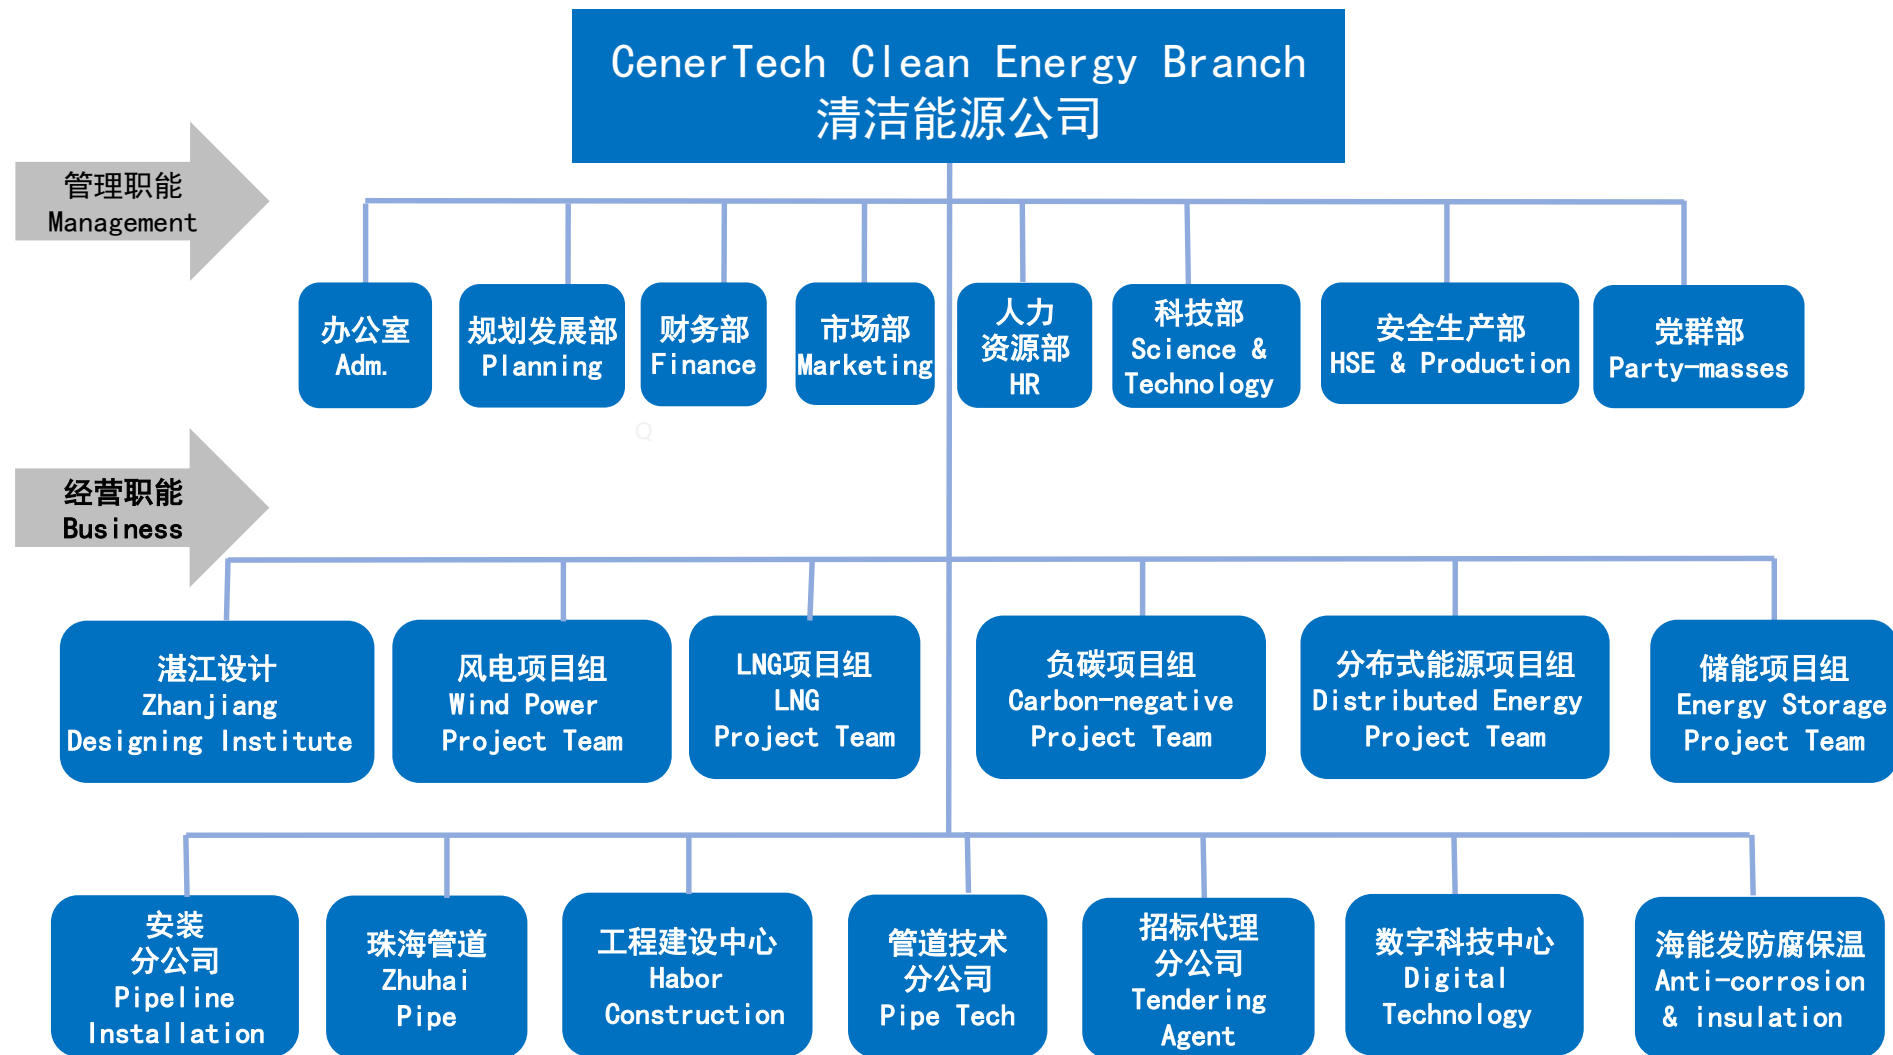 CenerTech Clean Energy Branch
清洁能源公司
管理职能
Management
办公室
Adm.
规划发展部
Planning
财务部
Finance
市场部
Marketing
人力
资源部
HR
科技部
Science &
Technology
安全生产部
HSE & Production
党群部
Party-masses
Q
经营职能
Business
湛江设计
Zhanjiang
Designing Institute
风电项目组
Wind Power
Project Team
LNG项目组
LNG
Project Team
负碳项目组
Carbon-negative
Project Team
分布式能源项目组
Distributed Energy
Project Team
储能项目组
Energy Storage
Project Team
安装
分公司
Pipeline
Installation
珠海管道
Zhuhai
Pipe
工程建设中心
Habor
Construction
管道技术
分公司
Pipe Tech
招标代理
分公司
Tendering
Agent
数字科技中心
Digital
Technology
海能发防腐保温
Anti-corrosion
& insulation